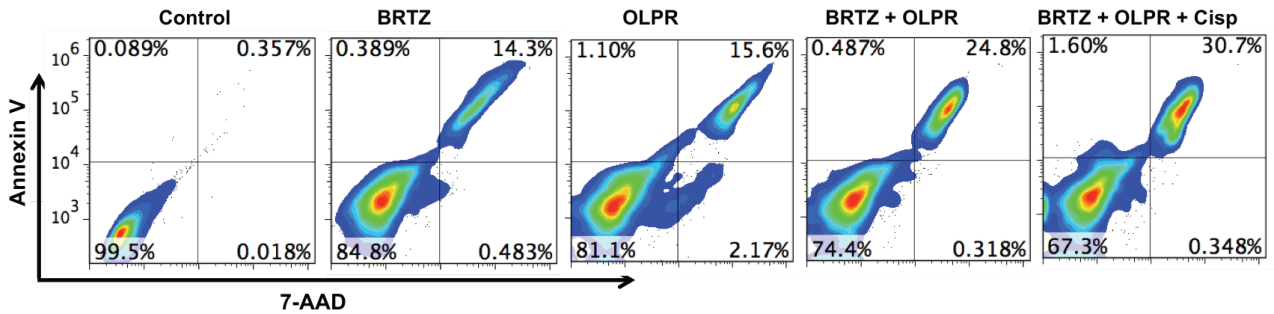 Control BRTZ OLPR BRTZ + OLPR BRTZ + OLPR + Cisp
0.089% 0.357% 0.389% 14.3% 1.10% 15.6% 0.487% 24.8% 1.60% 30.7%
10^6
10^5
10^4
10^3
Annexin V
99.5% 0.018% 84.8% 0.483% 81.1% 2.17% 74.4% 0.318% 67.3% 0.348%
7-AAD